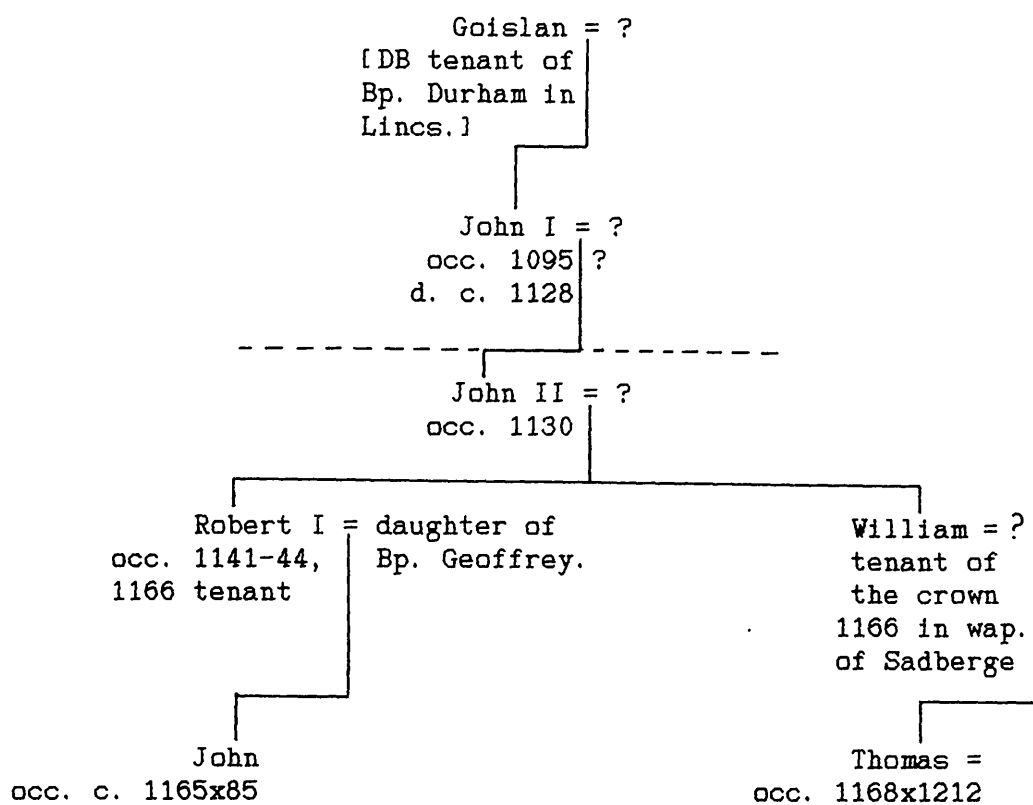 Goislan = ?
[DB tenant of
Bp. Durham in
Lincs.]
John I = ?
occ. 1095 ?
d. c. 1128
John II = ?
occ. 1130
Robert I = daughter of
occ. 1141-44, Bp. Geoffrey.
1166 tenant
William = ?
tenant of
the crown
1166 in wap.
of Sadberge
John
occ. c. 1165x85
Thomas =
occ. 1168x1212